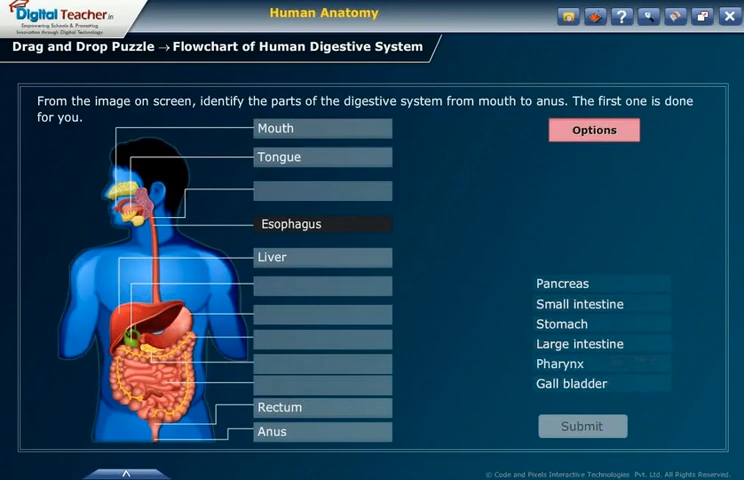 Digital Teacher.in
Empowering Schools & Promoting
Innovation through Digital Technology
Human Anatomy
Drag and Drop Puzzle → Flowchart of Human Digestive System
From the image on screen, identify the parts of the digestive system from mouth to anus. The first one is done
for you.
Mouth
Options
Tongue
Esophagus
Liver
Pancreas
Small intestine
Stomach
Large intestine
Pharynx
Gall bladder
Rectum
Anus
Submit
© Code and Pixels Interactive Technologies Pvt. Ltd. All Rights Reserved.